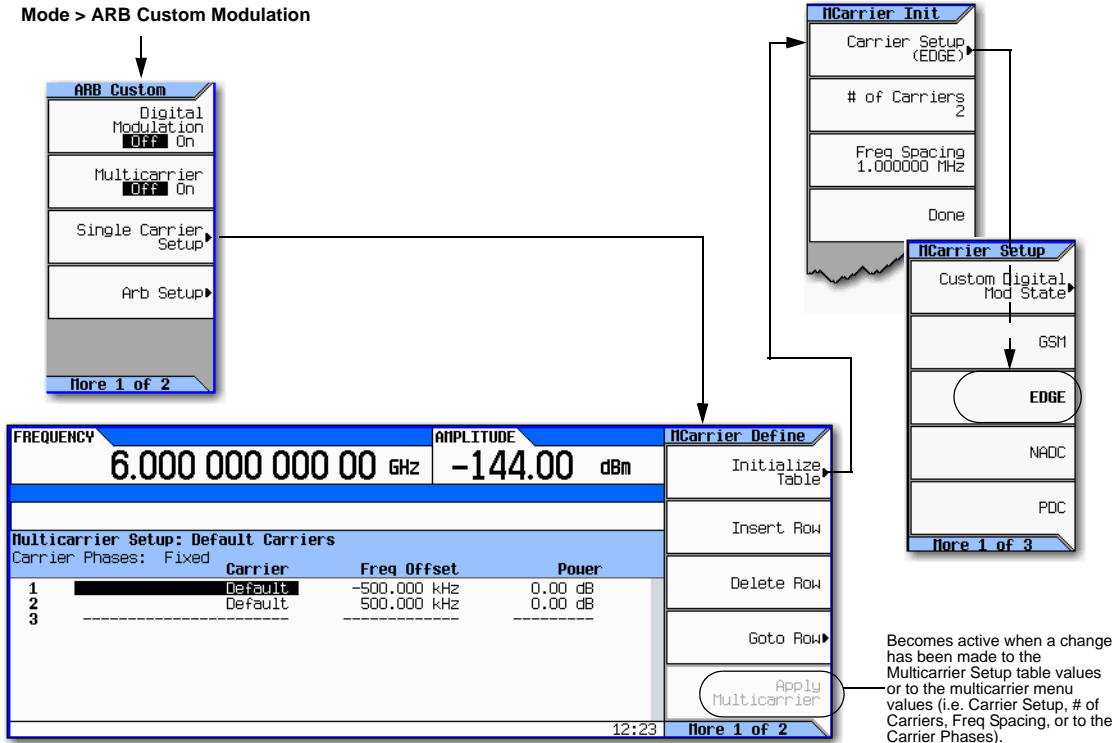 Mode > ARB Custom Modulation
ARB Custom
Digital
Modulation
Off On
Multicarrier
Off On
Single Carrier
Setup
Arb Setup
More 1 of 2
MCarrier Init
Carrier Setup
(EDGE)
# of Carriers
2
Freq Spacing
1.000000 MHz
Done
MCarrier Setup
Custom Digital
Mod State
GSM
EDGE
NADC
PDC
More 1 of 3
FREQUENCY
6.000 000 000 00 GHz
AMPLITUDE
-144.00 dBm
Multicarrier Setup: Default Carriers
Carrier Phases: Fixed
Carrier Freq Offset Power
1 Default -500.000 kHz 0.00 dB
2 Default 500.000 kHz 0.00 dB
3 ----------------------- ------------- ---------
12:23
MCarrier Define
Initialize
Table
Insert Row
Delete Row
Goto Row
Apply
Multicarrier
More 1 of 2
Becomes active when a change
has been made to the
Multicarrier Setup table values
or to the multicarrier menu
values (i.e. Carrier Setup, # of
Carriers, Freq Spacing, or to the
Carrier Phases).